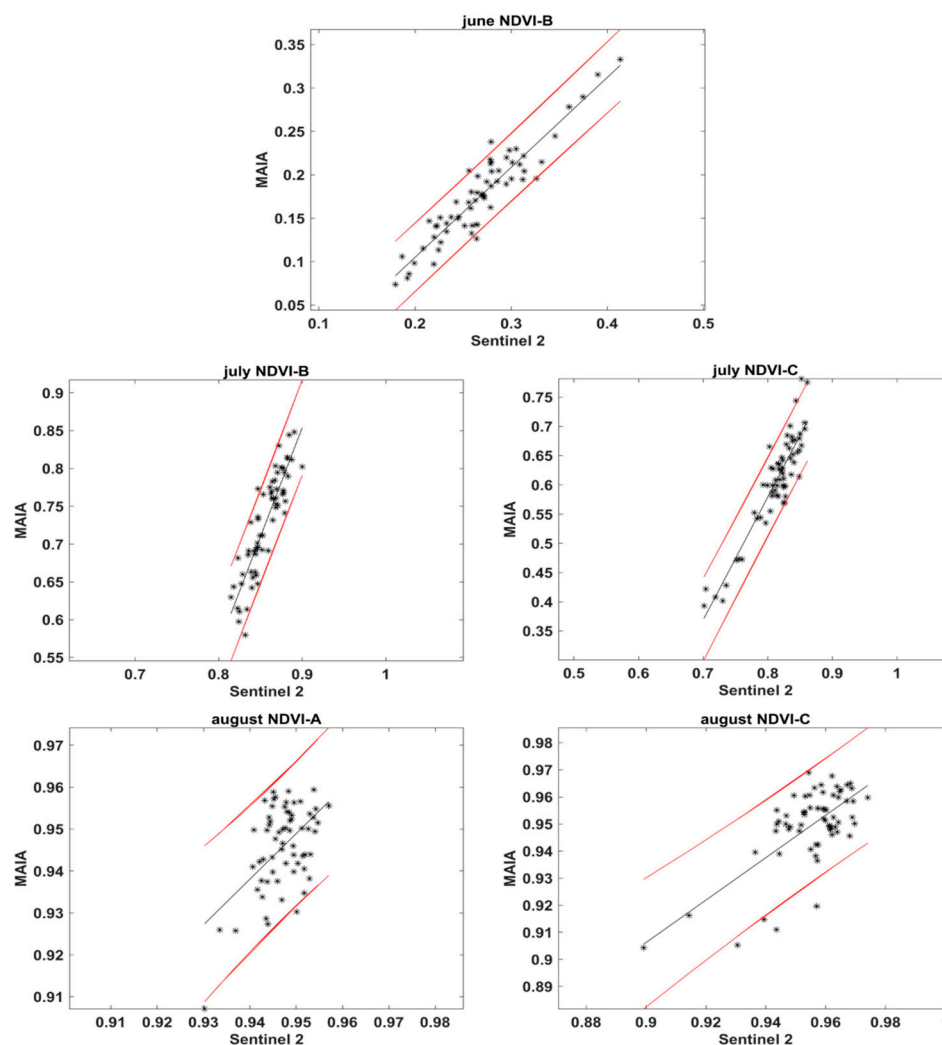 june NDVI-B
0.35
0.3
0.25
0.2
0.15
0.1
0.05
MAIA
0.1 0.2 0.3 0.4 0.5
Sentinel 2
july NDVI-B
0.9
0.85
0.8
0.75
0.7
0.65
0.6
0.55
MAIA
0.7 0.8 0.9 1
Sentinel 2
july NDVI-C
0.75
0.7
0.65
0.6
0.55
0.5
0.45
0.4
0.35
MAIA
0.5 0.6 0.7 0.8 0.9 1
Sentinel 2
august NDVI-A
0.97
0.96
0.95
0.94
0.93
0.92
0.91
MAIA
0.91 0.92 0.93 0.94 0.95 0.96 0.97 0.98
Sentinel 2
august NDVI-C
0.98
0.97
0.96
0.95
0.94
0.93
0.92
0.91
0.9
0.89
MAIA
0.88 0.9 0.92 0.94 0.96 0.98
Sentinel 2